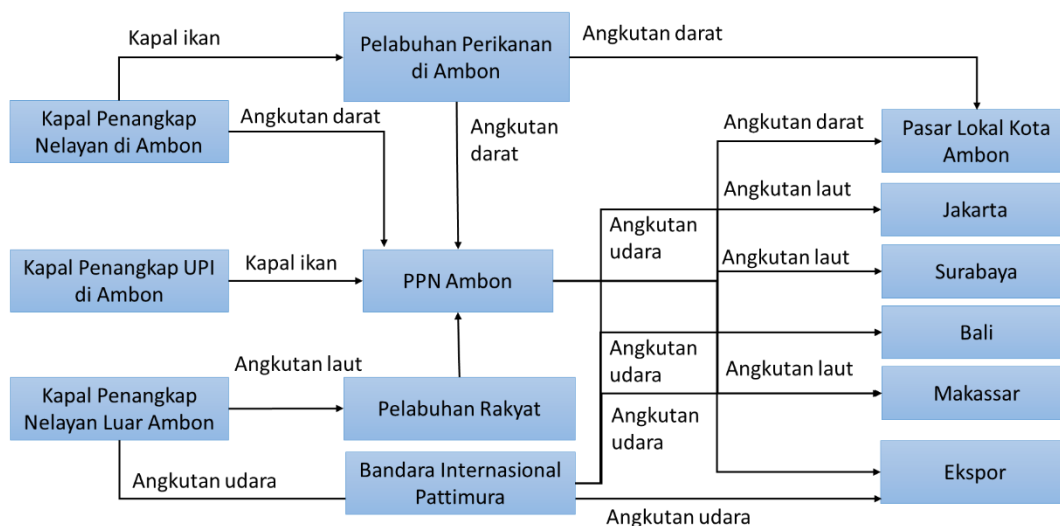 Kapal ikan
Pelabuhan Perikanan
di Ambon
Angkutan darat
Kapal Penangkap
Nelayan di Ambon
Angkutan darat
Angkutan
darat
Angkutan darat
Pasar Lokal Kota
Ambon
Angkutan laut
Jakarta
Angkutan
udara
Kapal Penangkap UPI
di Ambon
Kapal ikan
PPN Ambon
Angkutan laut
Surabaya
Bali
Angkutan
udara
Kapal Penangkap
Nelayan Luar Ambon
Angkutan laut
Pelabuhan Rakyat
Angkutan laut
Makassar
Angkutan
udara
Angkutan udara
Bandara Internasional
Pattimura
Ekspor
Angkutan udara